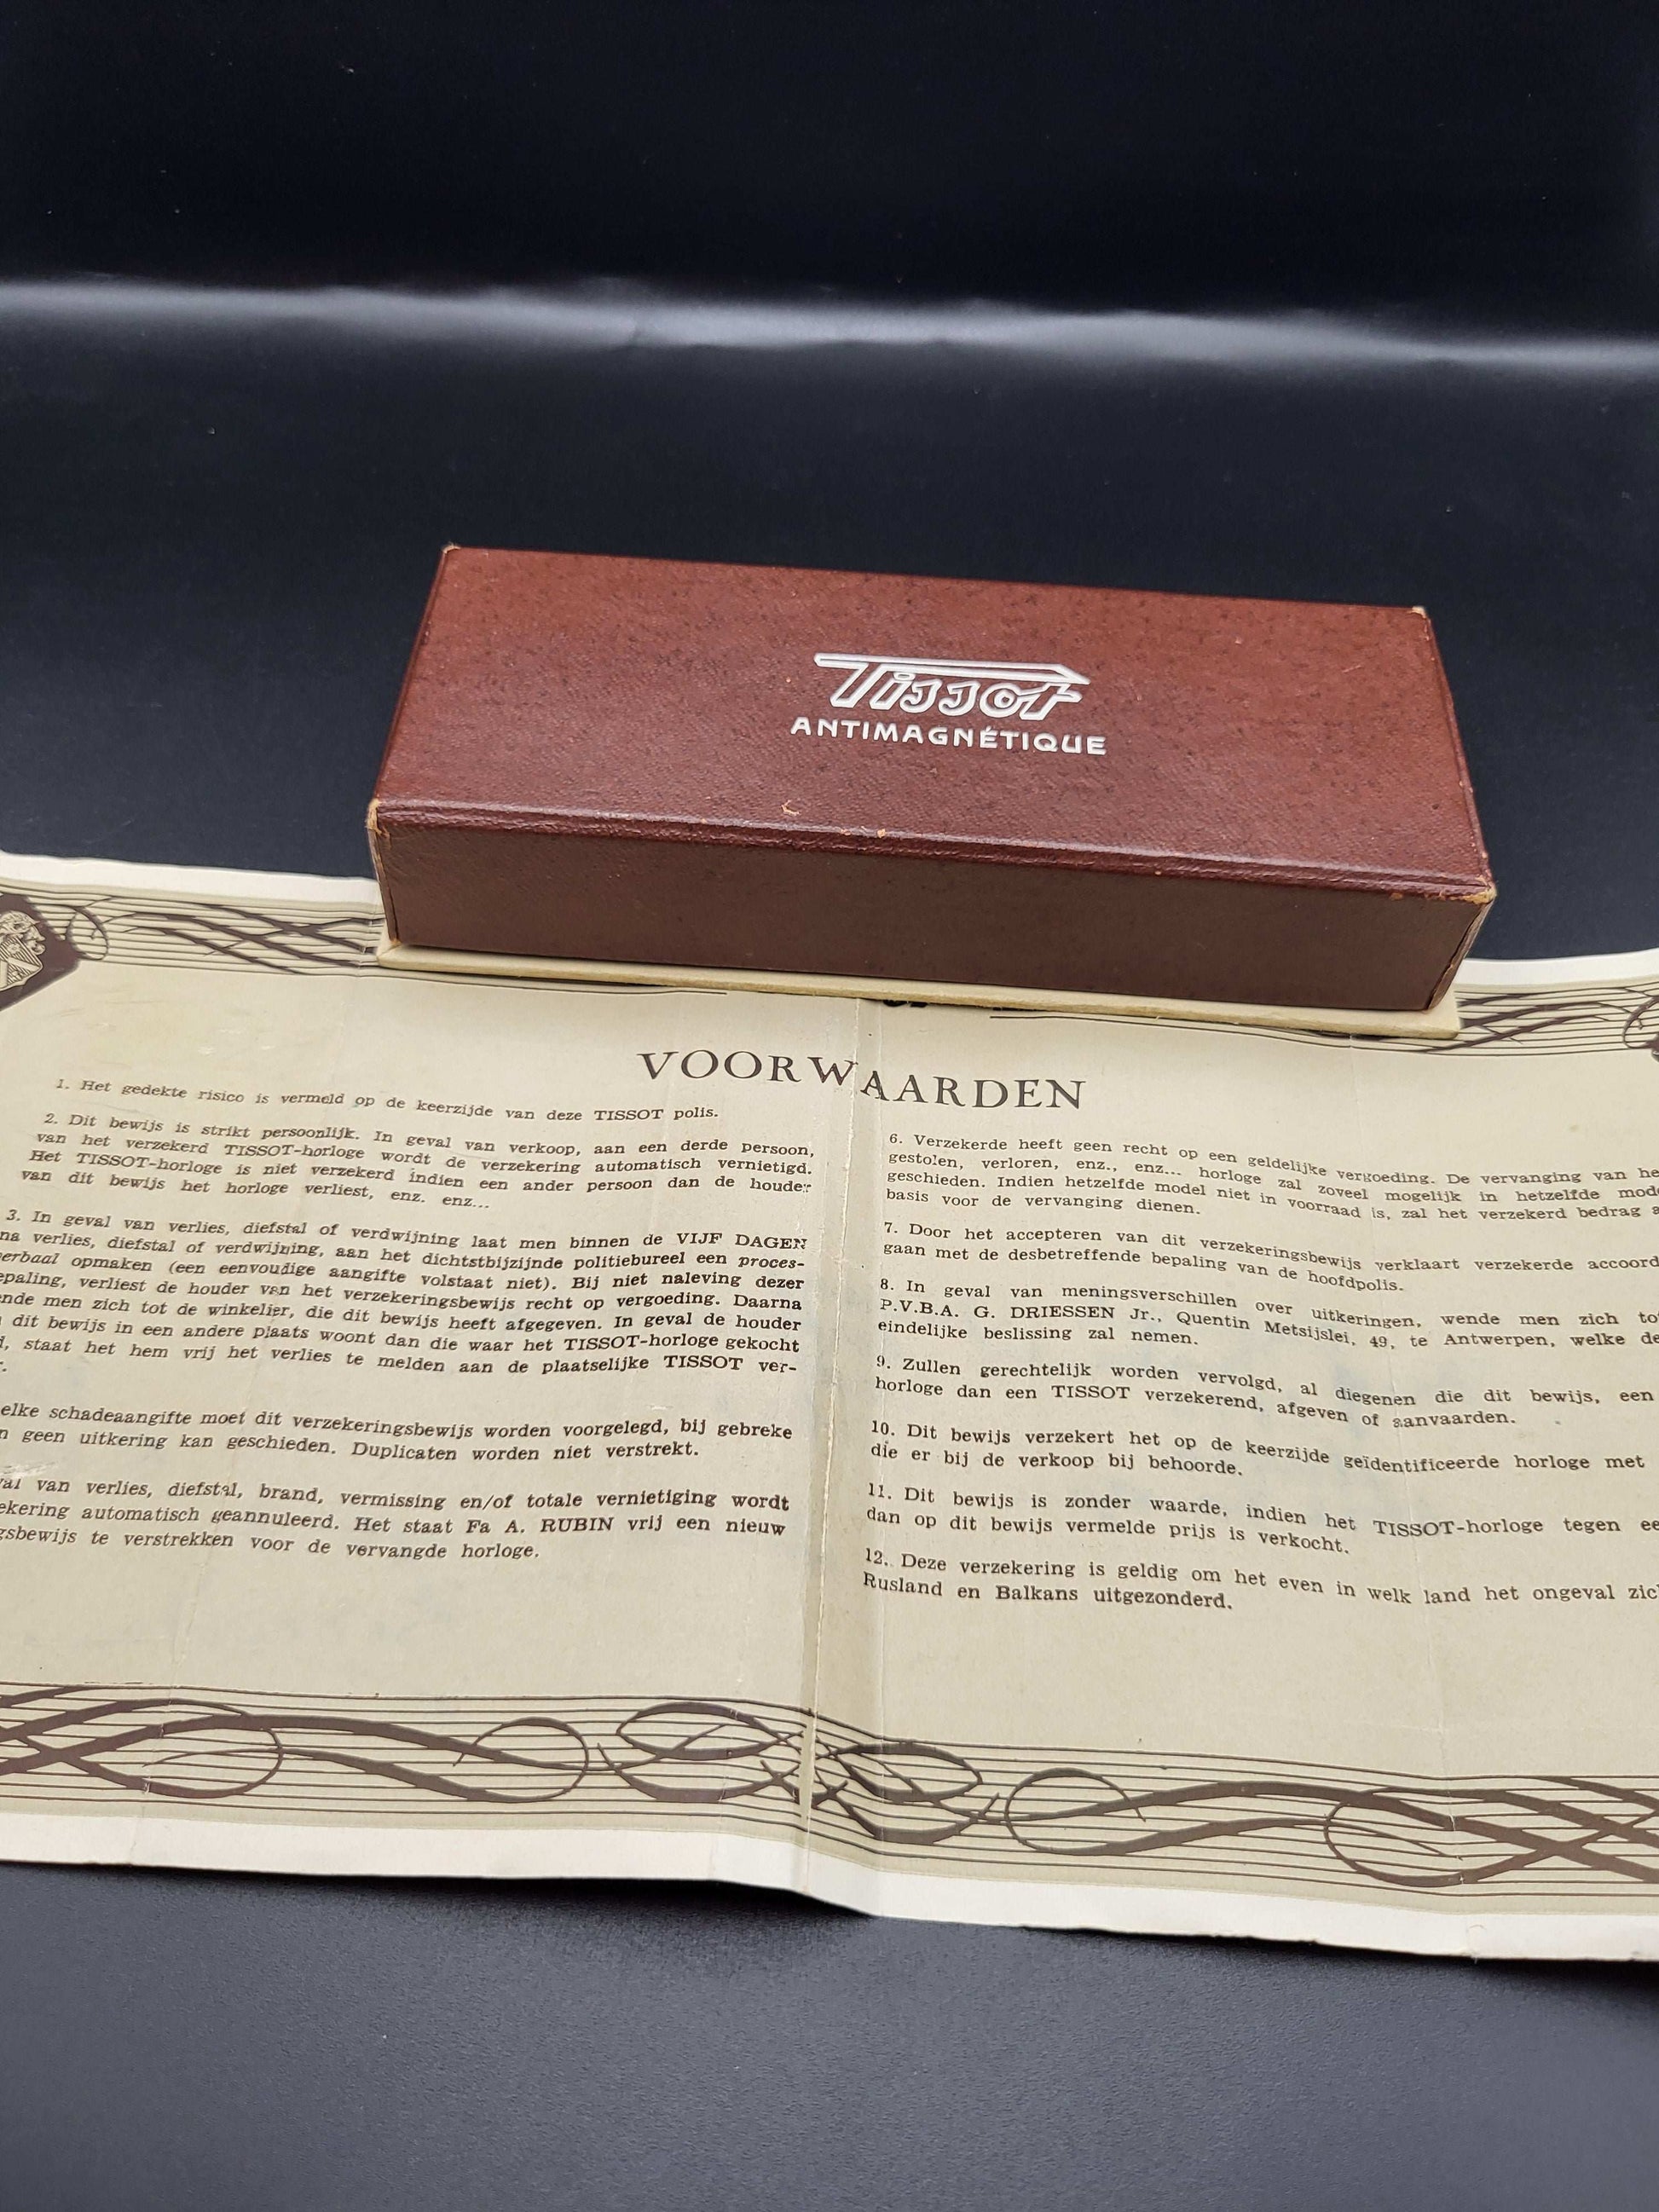 Tissot
ANTIMAGNÉTIQUE
VOORWAARDEN
1. Het gedekte risico is vermeld op de keerzijde van deze TISSOT polis.
2. Dit bewijs is strikt persoonlijk. In geval van verkoop, aan een derde persoon,
van het verzekerd TISSOT-horloge wordt de verzekering automatisch vernietigd.
Het TISSOT-horloge is niet verzekerd indien een ander persoon dan de houder
van dit bewijs het horloge verliest, enz. enz...
3. In geval van verlies, diefstal of verdwijning laat men binnen de VIJF DAGEN
na verlies, diefstal of verdwijning, aan het dichtstbijzijnde politiebureel een proces-
verbaal opmaken (een eenvoudige aangifte volstaat niet). Bij niet naleving dezer
epaling, verliest de houder van het verzekeringsbewijs recht op vergoeding. Daarna
nde men zich tot de winkelier, die dit bewijs heeft afgegeven. In geval de houder
dit bewijs in een andere plaats woont dan die waar het TISSOT-horloge gekocht
, staat het hem vrij het verlies te melden aan de plaatselijke TISSOT ver-
r.
elke schadeaangifte moet dit verzekeringsbewijs worden voorgelegd, bij gebreke
n geen uitkering kan geschieden. Duplicaten worden niet verstrekt.
val van verlies, diefstal, brand, vermissing en/of totale vernietiging wordt
ekering automatisch geannuleerd. Het staat Fa A. RUBIN vrij een nieuw
gsbewijs te verstrekken voor de vervangde horloge.
6. Verzekerde heeft geen recht op een geldelijke vergoeding. De vervanging van he
gestolen, verloren, enz., enz... horloge zal zoveel mogelijk in hetzelfde mod
geschieden. Indien hetzelfde model niet in voorraad is, zal het verzekerd bedrag a
basis voor de vervanging dienen.
7. Door het accepteren van dit verzekeringsbewijs verklaart verzekerde accoord
gaan met de desbetreffende bepaling van de hoofdpolis.
8. In geval van meningsverschillen over uitkeringen, wende men zich to
P.V.B.A. G. DRIESSEN Jr., Quentin Metsijslei, 49, te Antwerpen, welke de
eindelijke beslissing zal nemen.
9. Zullen gerechtelijk worden vervolgd, al diegenen die dit bewijs, een
horloge dan een TISSOT verzekerend, afgeven of aanvaarden.
10. Dit bewijs verzekert het op de keerzijde geïdentificeerde horloge met
die er bij de verkoop bij behoorde.
11. Dit bewijs is zonder waarde, indien het TISSOT-horloge tegen ee
dan op dit bewijs vermelde prijs is verkocht.
12. Deze verzekering is geldig om het even in welk land het ongeval zic
Rusland en Balkans uitgezonderd.